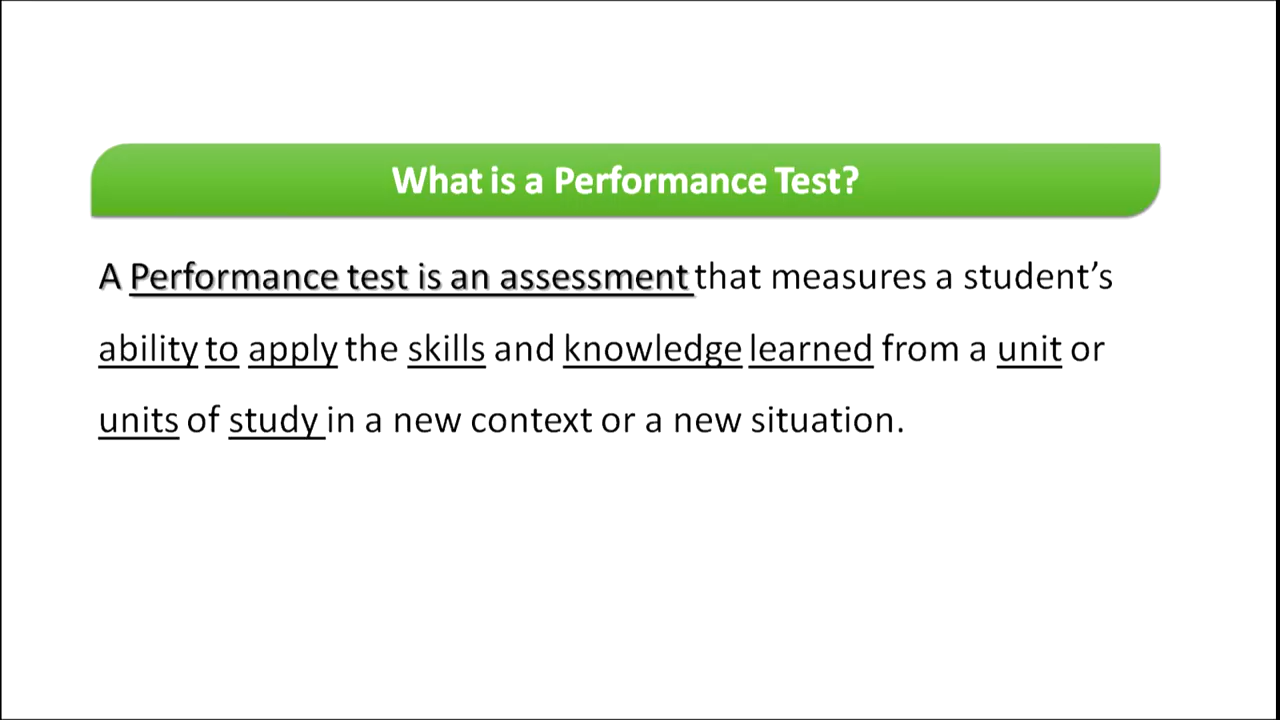 What is a Performance Test?
A Performance test is an assessment that measures a student’s
ability to apply the skills and knowledge learned from a unit or
units of study in a new context or a new situation.